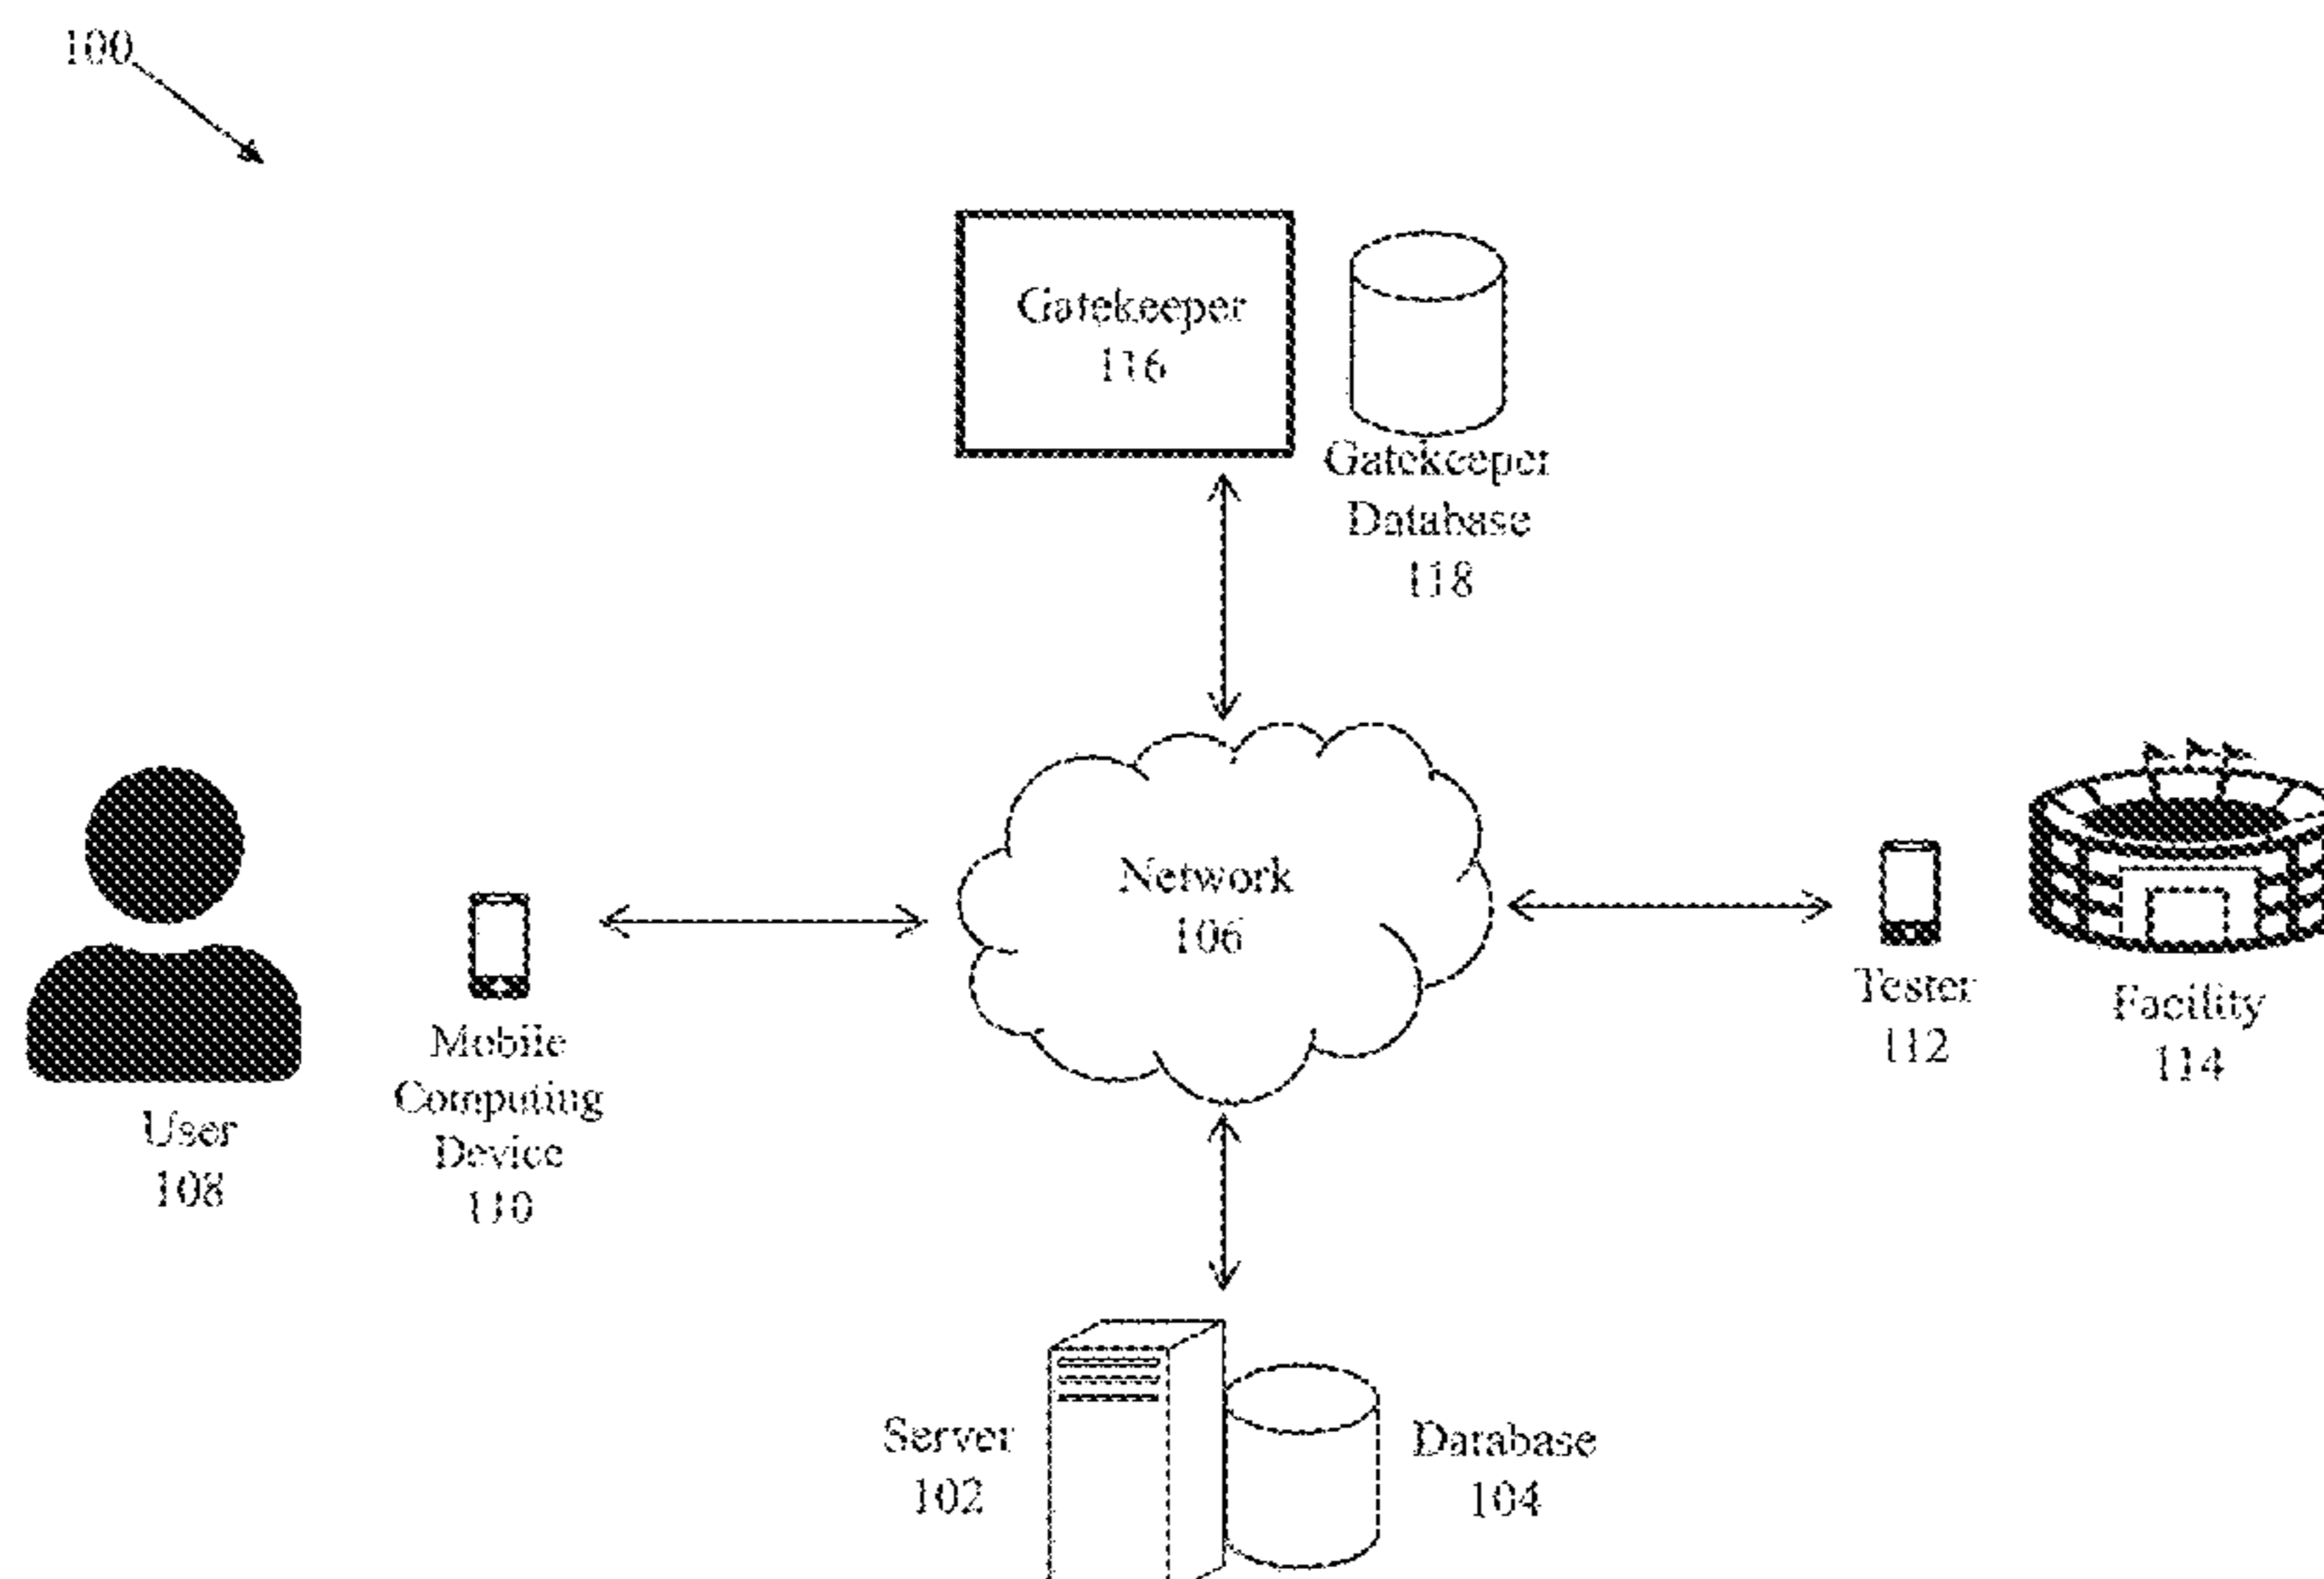 100
Gatekeeper
116
Gatekeeper
Database
118
Network
106
User
108
Mobile
Computing
Device
110
Tester
112
Facility
114
Server
102
Database
104